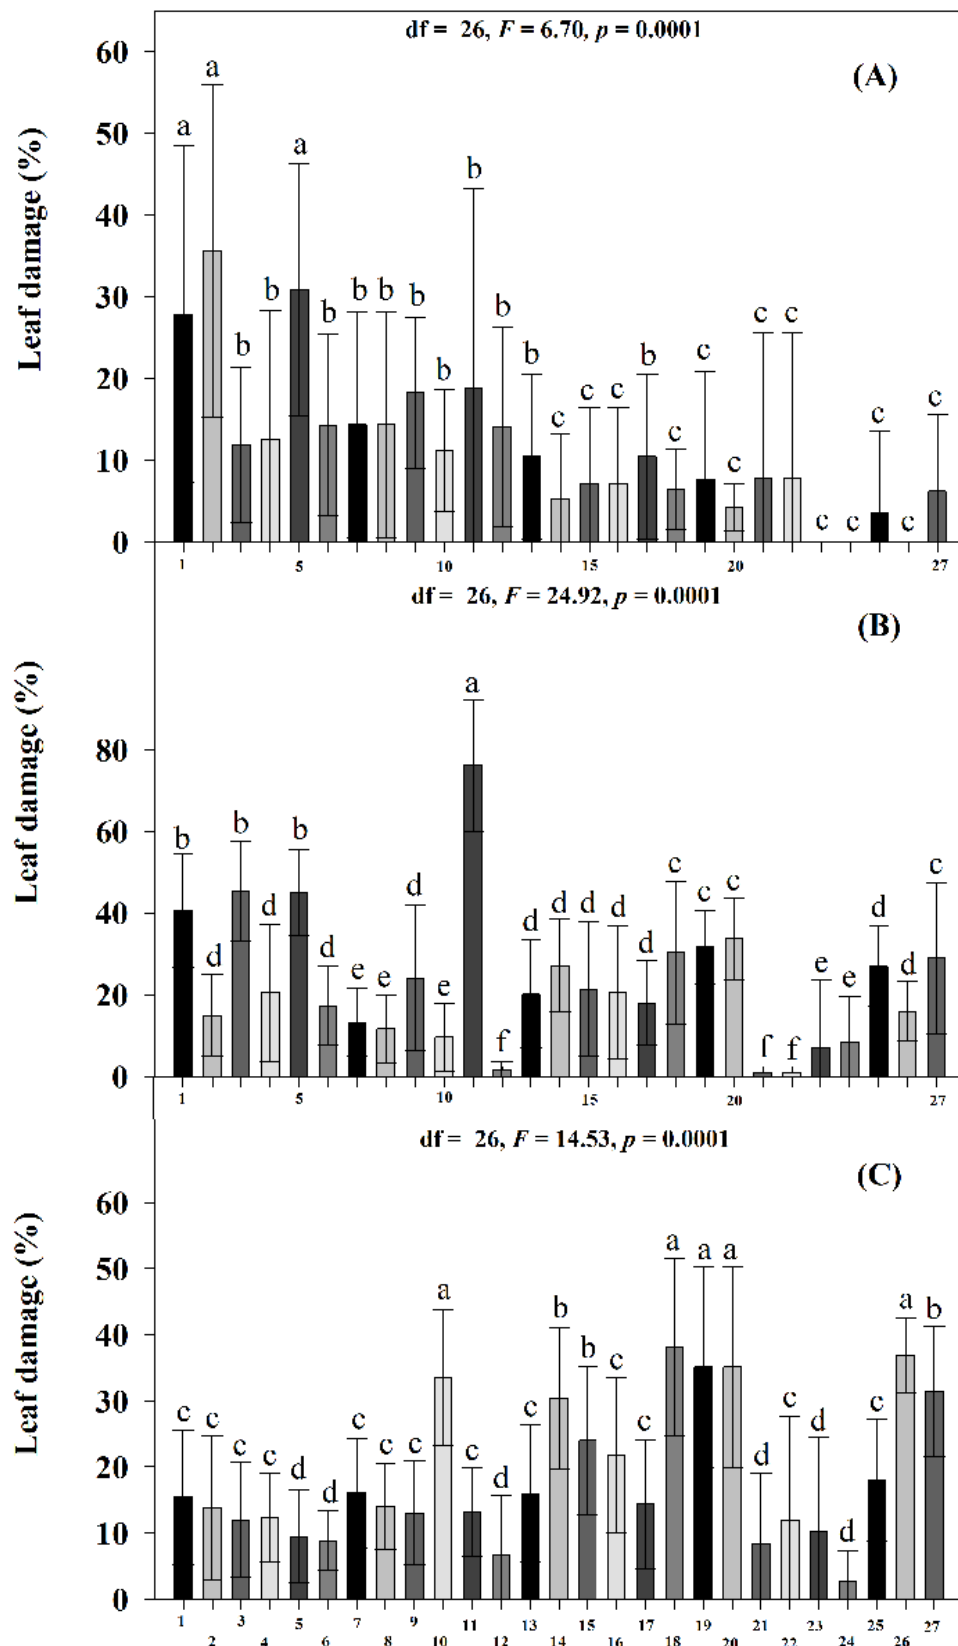 df = 26, F = 6.70, p = 0.0001
(A)
Leaf damage (%)
60
50
40
30
20
10
0
a a b b a b b b b b b b b c c c b c c c c c c c c c c
1 5 10 15 20 27
df = 26, F = 24.92, p = 0.0001
(B)
Leaf damage (%)
80
60
40
20
0
b d b d b d e e d e a f d d d d d c c c f f e e d d c
1 5 10 15 20 27
df = 26, F = 14.53, p = 0.0001
(C)
Leaf damage (%)
60
50
40
30
20
10
0
c c c c d d c c c a c d c b b c c a a a d c d d c a b
1 3 5 7 9 11 13 15 17 19 21 23 25 27
2 4 6 8 10 12 14 16 18 20 22 24 26